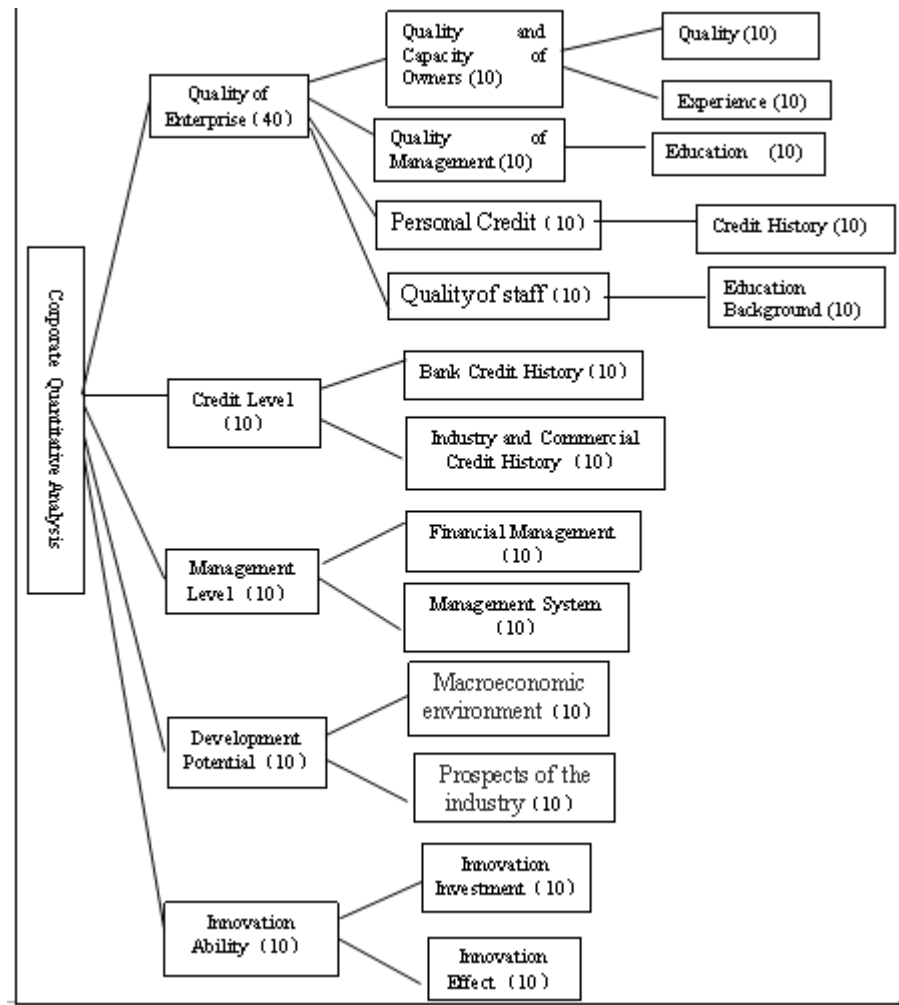 Corporate Quantitative Analysis
Quality of
Enterprise (40)
Quality and
Capacity of
Owners (10)
Quality (10)
Experience (10)
Quality of
Management (10)
Education (10)
Personal Credit (10)
Credit History (10)
Quality of staff (10)
Education
Background (10)
Credit Level
(10)
Bank Credit History (10)
Industry and Commercial
Credit History (10)
Management
Level (10)
Financial Management
(10)
Management System
(10)
Development
Potential (10)
Macroeconomic
environment (10)
Prospects of the
industry (10)
Innovation
Ability (10)
Innovation
Investment (10)
Innovation
Effect (10)